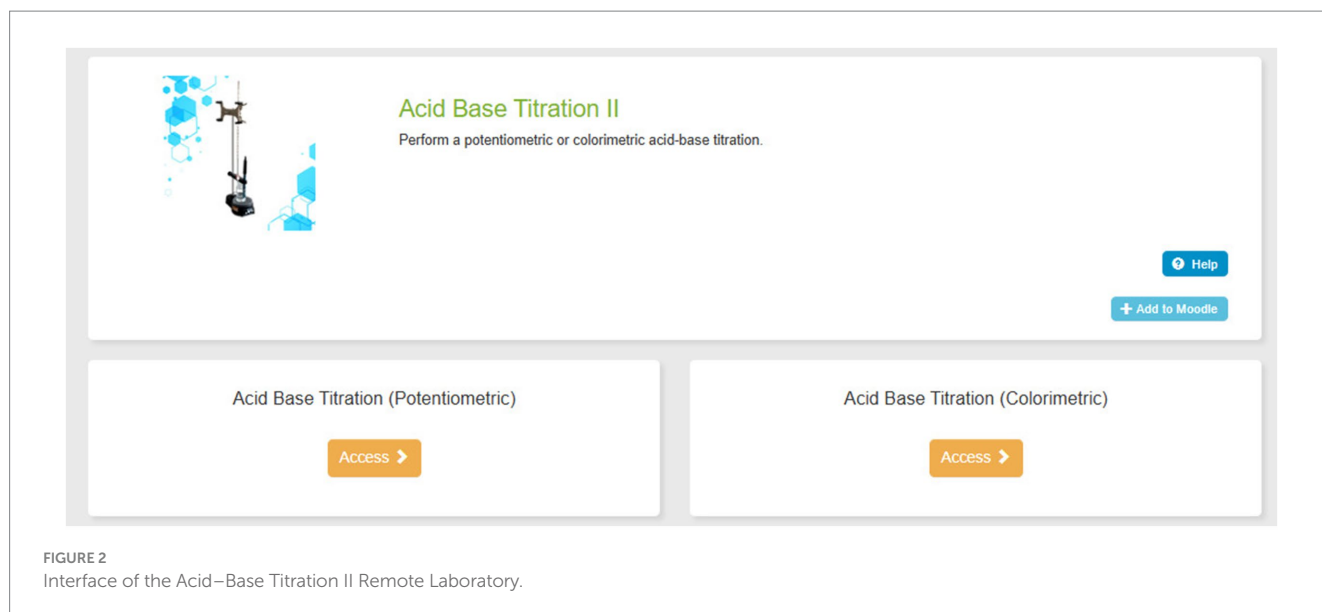 Acid Base Titration II
Perform a potentiometric or colorimetric acid-base titration.
Help
Add to Moodle
Acid Base Titration (Potentiometric)
Access
Acid Base Titration (Colorimetric)
Access
FIGURE 2
Interface of the Acid–Base Titration II Remote Laboratory.